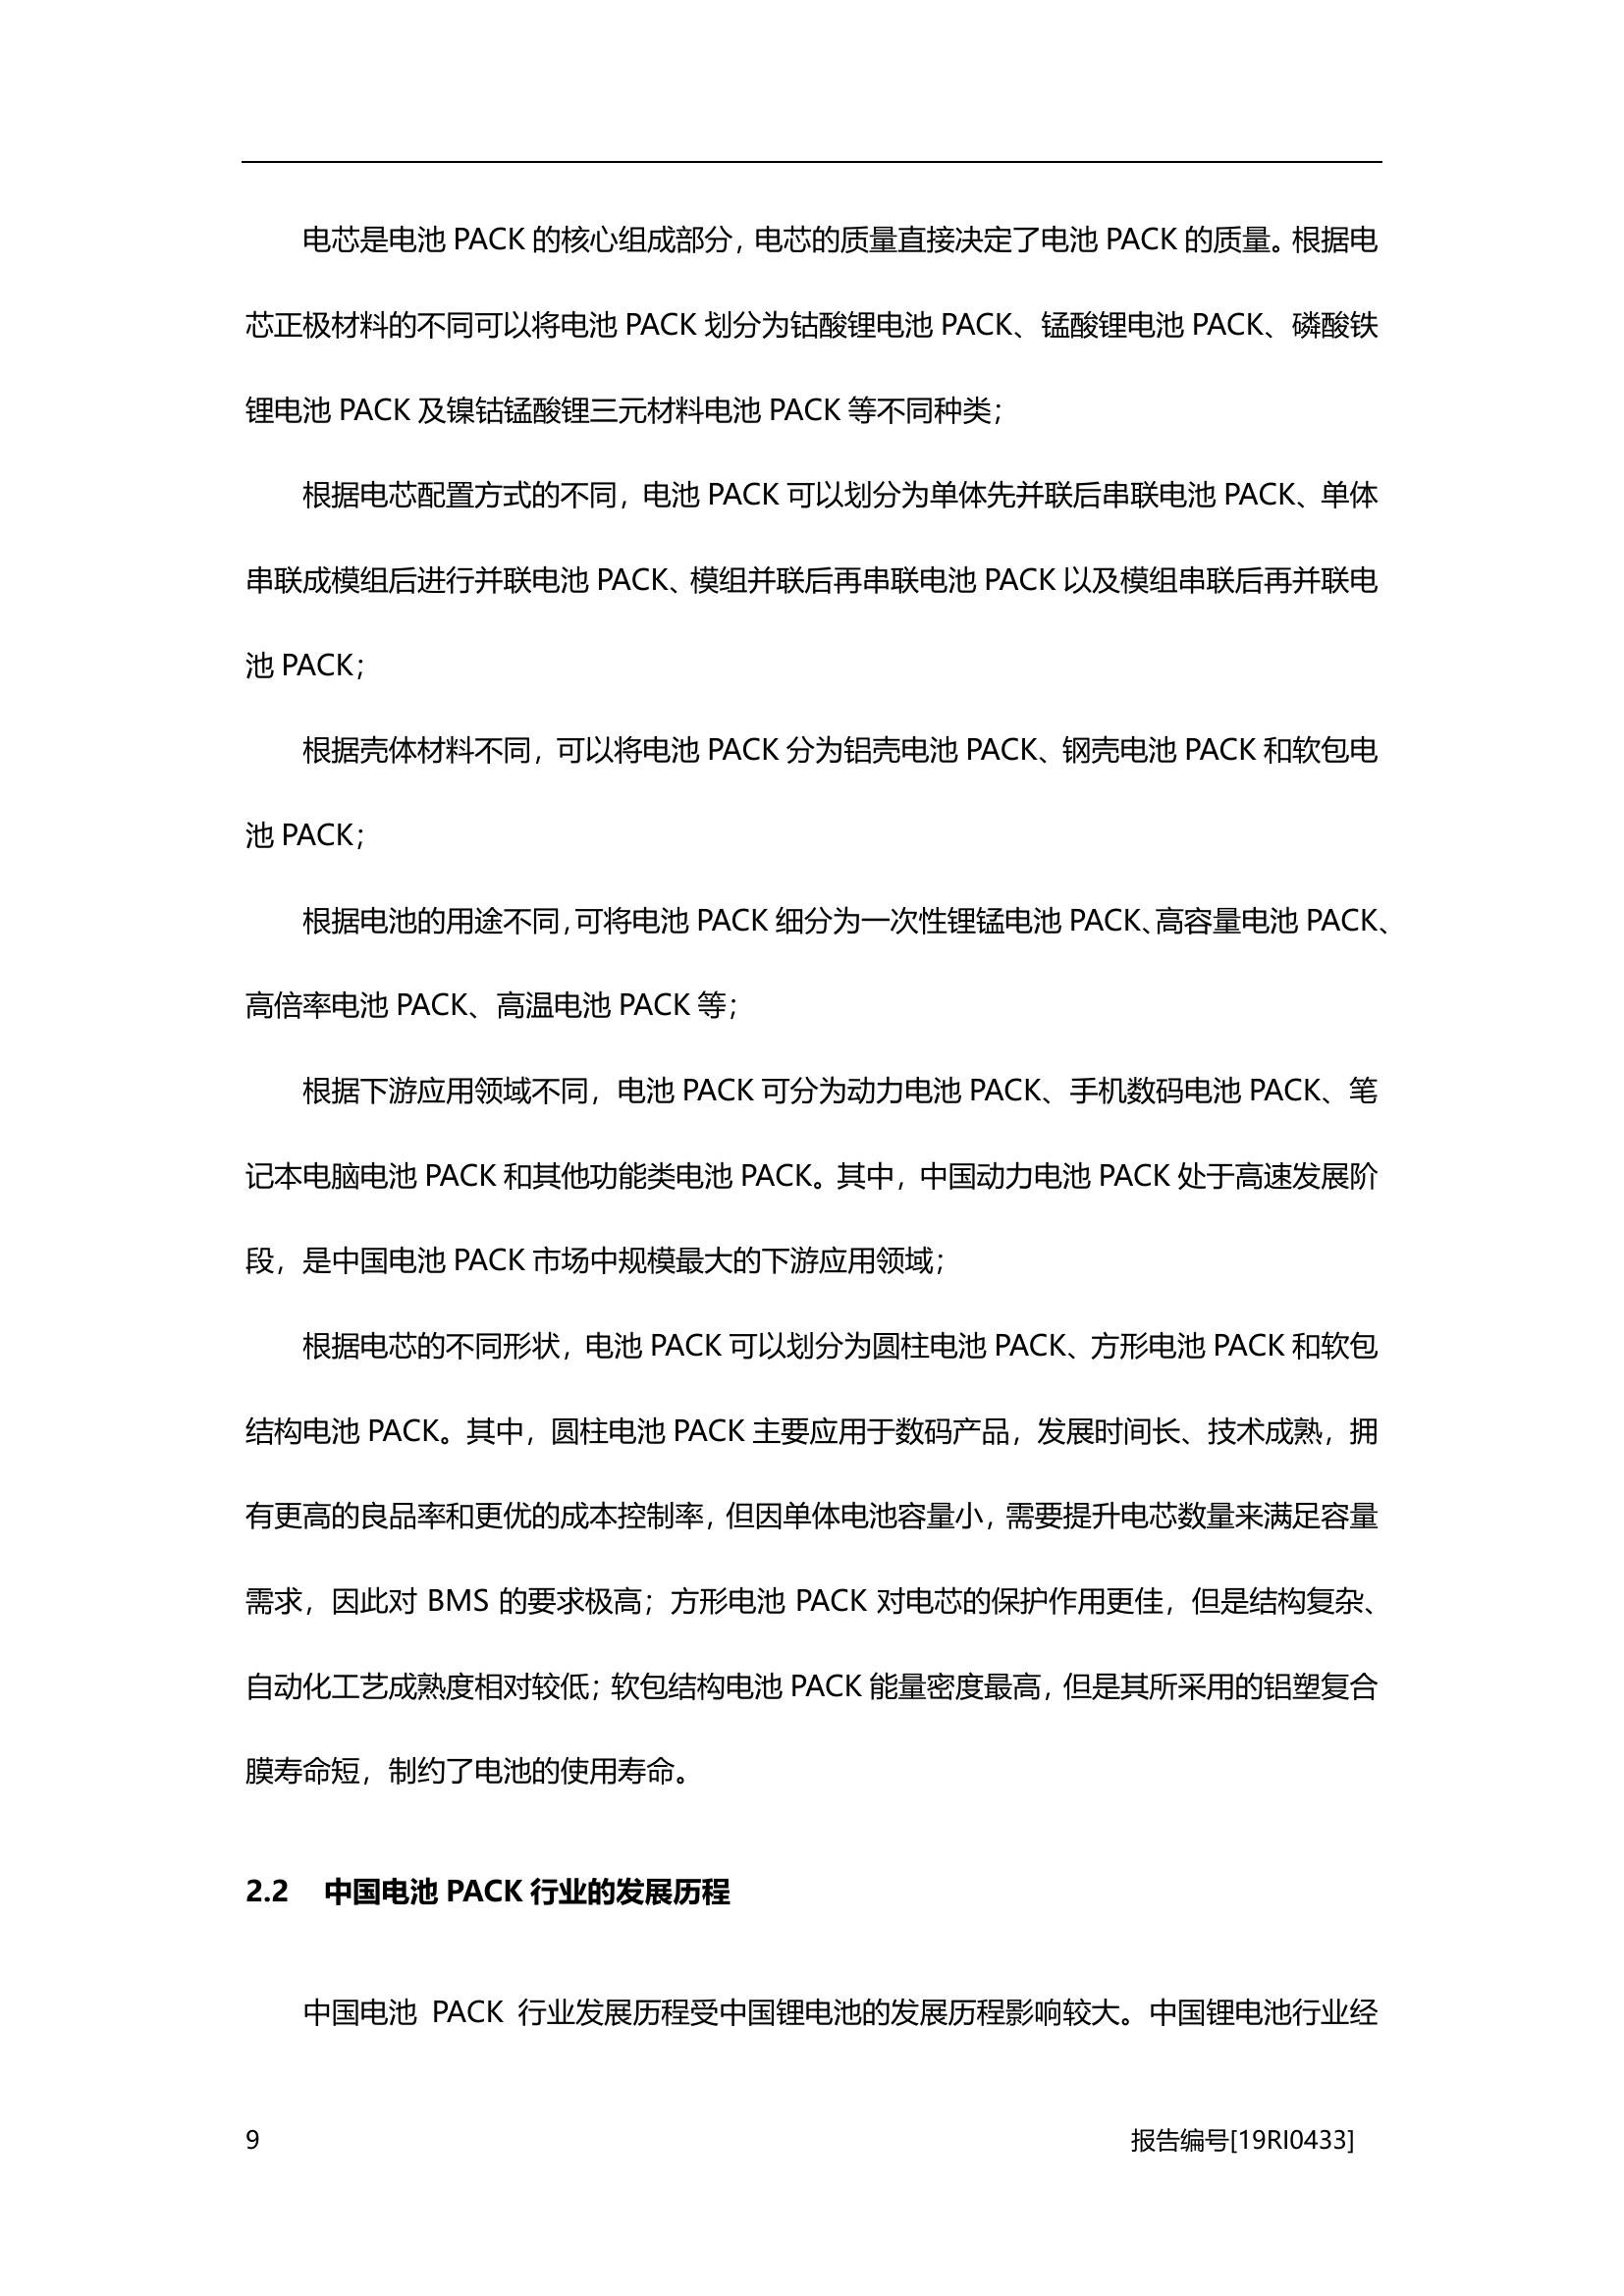 电芯是电池 PACK 的核心组成部分，电芯的质量直接决定了电池 PACK 的质量。根据电
芯正极材料的不同可以将电池 PACK 划分为钴酸锂电池 PACK、锰酸锂电池 PACK、磷酸铁
锂电池 PACK 及镍钴锰酸锂三元材料电池 PACK 等不同种类；
根据电芯配置方式的不同，电池 PACK 可以划分为单体先并联后串联电池 PACK、单体
串联成模组后进行并联电池 PACK、模组并联后再串联电池 PACK 以及模组串联后再并联电
池 PACK；
根据壳体材料不同，可以将电池 PACK 分为铝壳电池 PACK、钢壳电池 PACK 和软包电
池 PACK；
根据电池的用途不同，可将电池 PACK 细分为一次性锂锰电池 PACK、高容量电池 PACK、
高倍率电池 PACK、高温电池 PACK 等；
根据下游应用领域不同，电池 PACK 可分为动力电池 PACK、手机数码电池 PACK、笔
记本电脑电池 PACK 和其他功能类电池 PACK。其中，中国动力电池 PACK 处于高速发展阶
段，是中国电池 PACK 市场中规模最大的下游应用领域；
根据电芯的不同形状，电池 PACK 可以划分为圆柱电池 PACK、方形电池 PACK 和软包
结构电池 PACK。其中，圆柱电池 PACK 主要应用于数码产品，发展时间长、技术成熟，拥
有更高的良品率和更优的成本控制率，但因单体电池容量小，需要提升电芯数量来满足容量
需求，因此对 BMS 的要求极高；方形电池 PACK 对电芯的保护作用更佳，但是结构复杂、
自动化工艺成熟度相对较低；软包结构电池 PACK 能量密度最高，但是其所采用的铝塑复合
膜寿命短，制约了电池的使用寿命。
2.2 中国电池 PACK 行业的发展历程
中国电池 PACK 行业发展历程受中国锂电池的发展历程影响较大。中国锂电池行业经
9 报告编号[19RI0433]